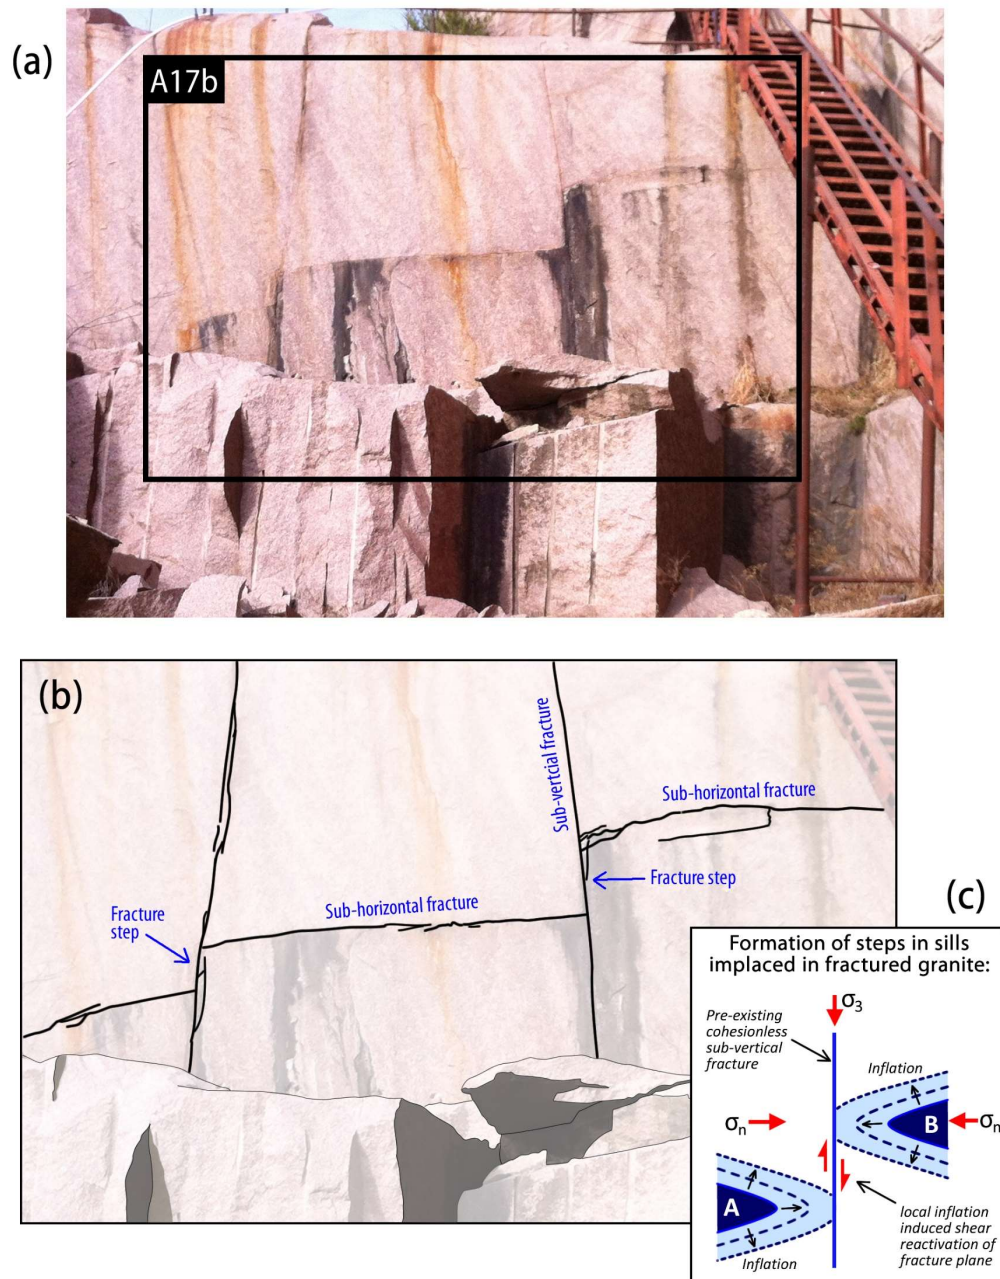 (a)
A17b
(b)
Sub-vertcial fracture
Sub-horizontal fracture
Fracture step
Sub-horizontal fracture
Fracture
step
(c)
Formation of steps in sills
implaced in fractured granite:
σ3
Pre-existing
cohesionless
sub-vertical
fracture
Inflation
σn
B
σn
A
Inflation
local inflation
induced shear
reactivation of
fracture plane